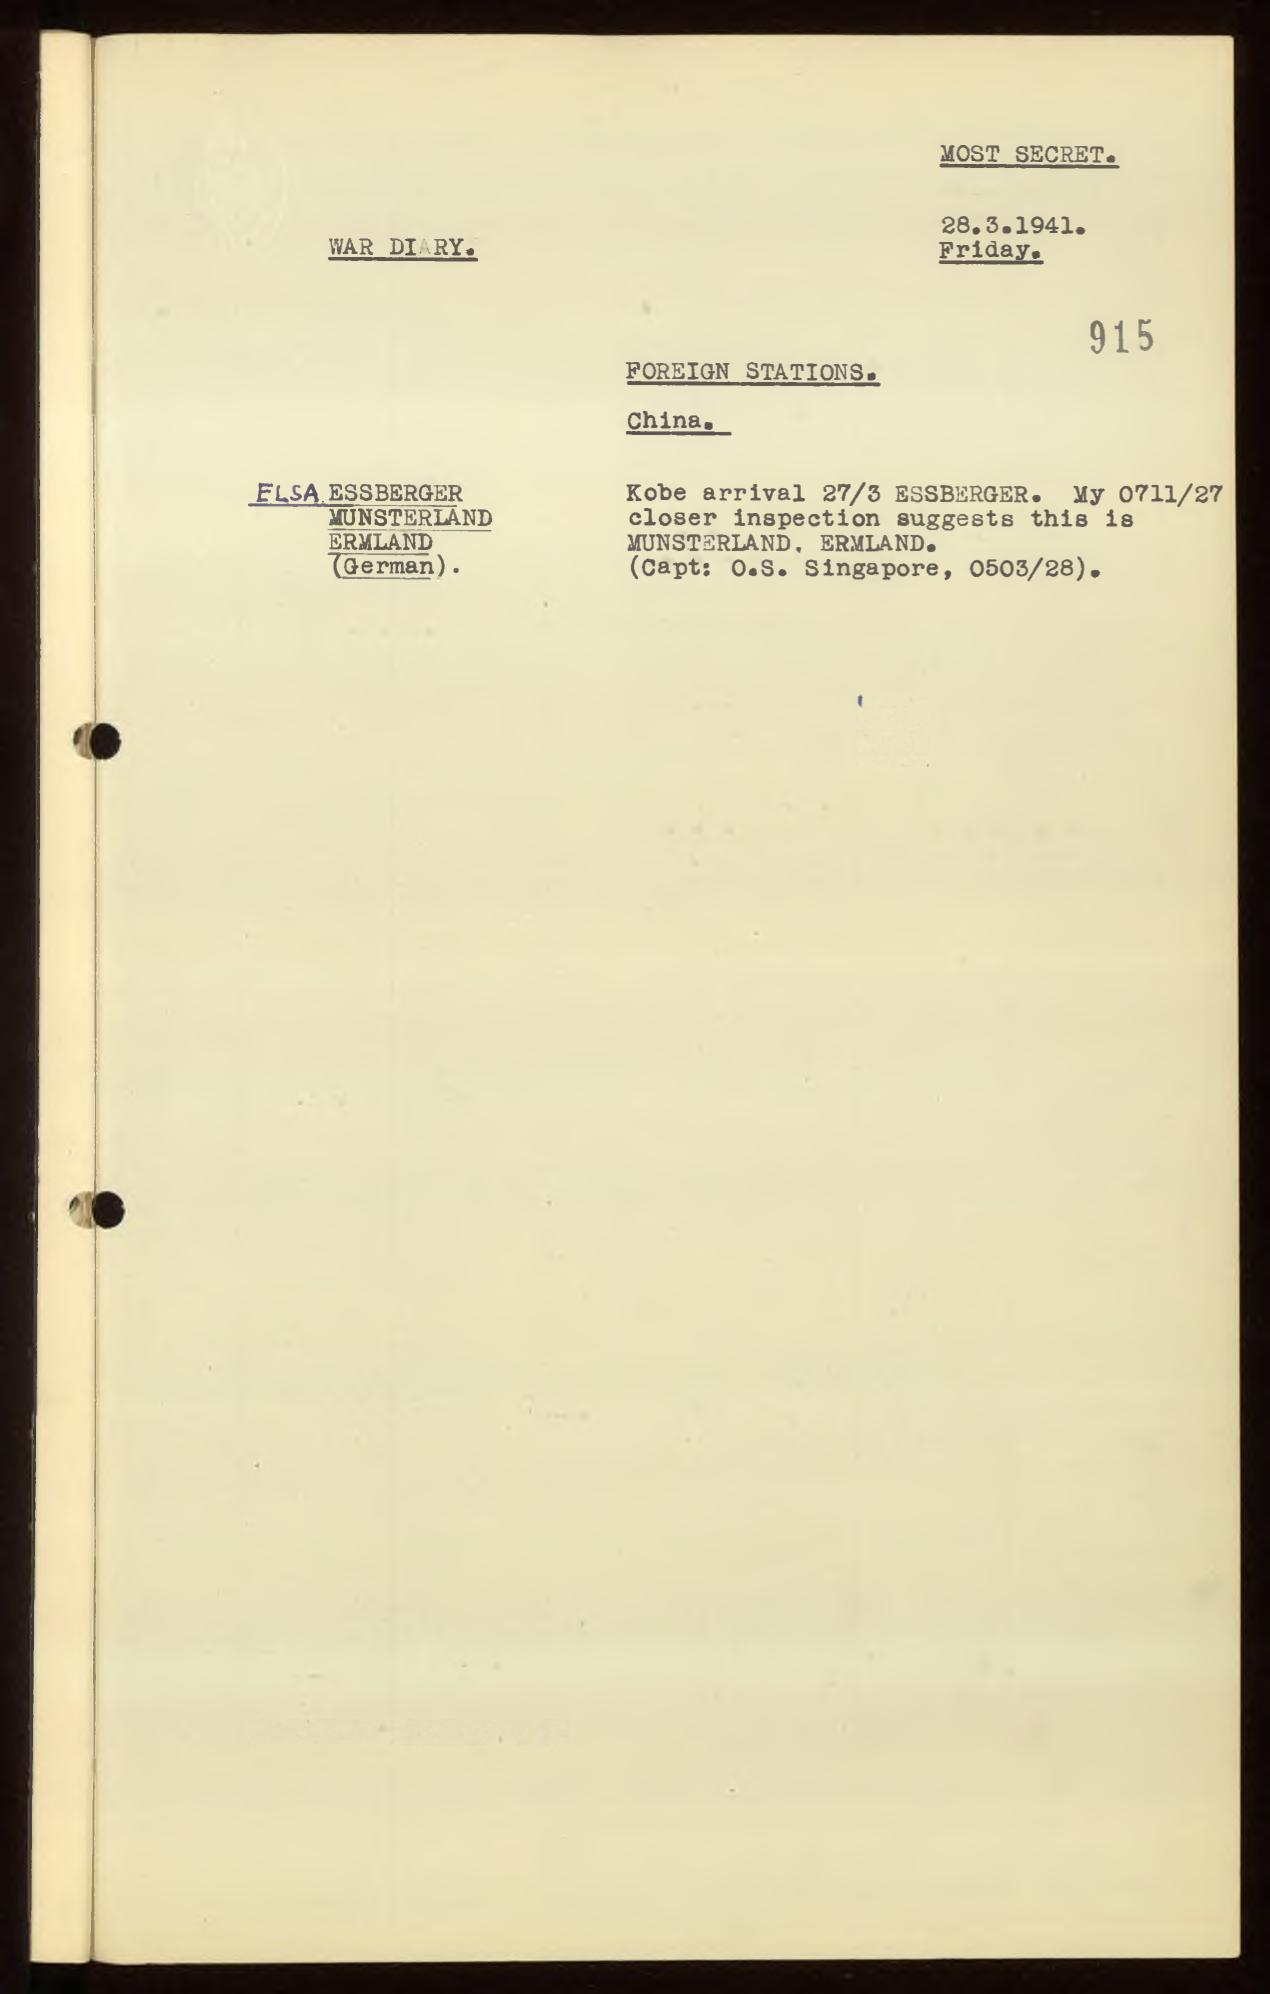 MOST SECRET.
28.3.1941.
Friday.
WAR DIARY.
915
FOREIGN STATIONS.
China.
ELSA ESSBERGER
MUNSTERLAND
ERMLAND
(German).
Kobe arrival 27/3 ESSBERGER. My 0711/27
closer inspection suggests this is
MUNSTERLAND. ERMLAND.
(Capt: O.S. Singapore, 0503/28).